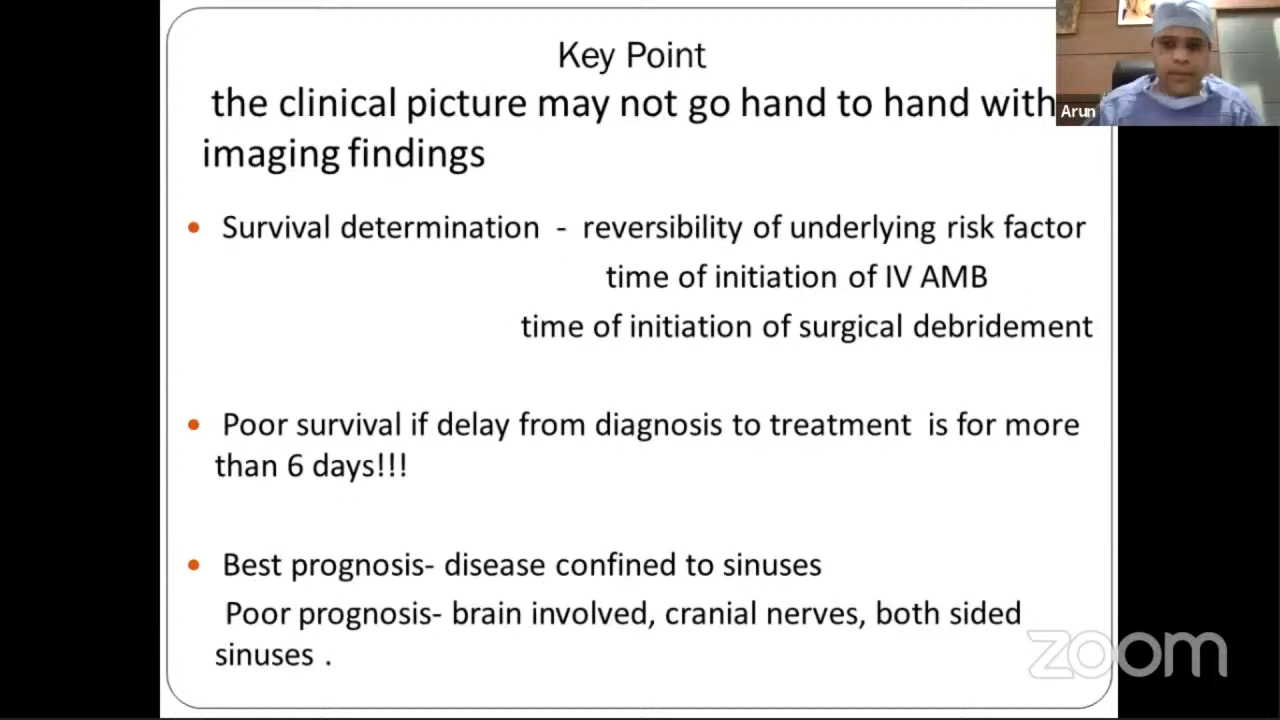 Key Point
the clinical picture may not go hand to hand with
imaging findings
Arun
• Survival determination - reversibility of underlying risk factor
time of initiation of IV AMB
time of initiation of surgical debridement
• Poor survival if delay from diagnosis to treatment is for more
than 6 days!!!
• Best prognosis- disease confined to sinuses
Poor prognosis- brain involved, cranial nerves, both sided
sinuses .
zoom